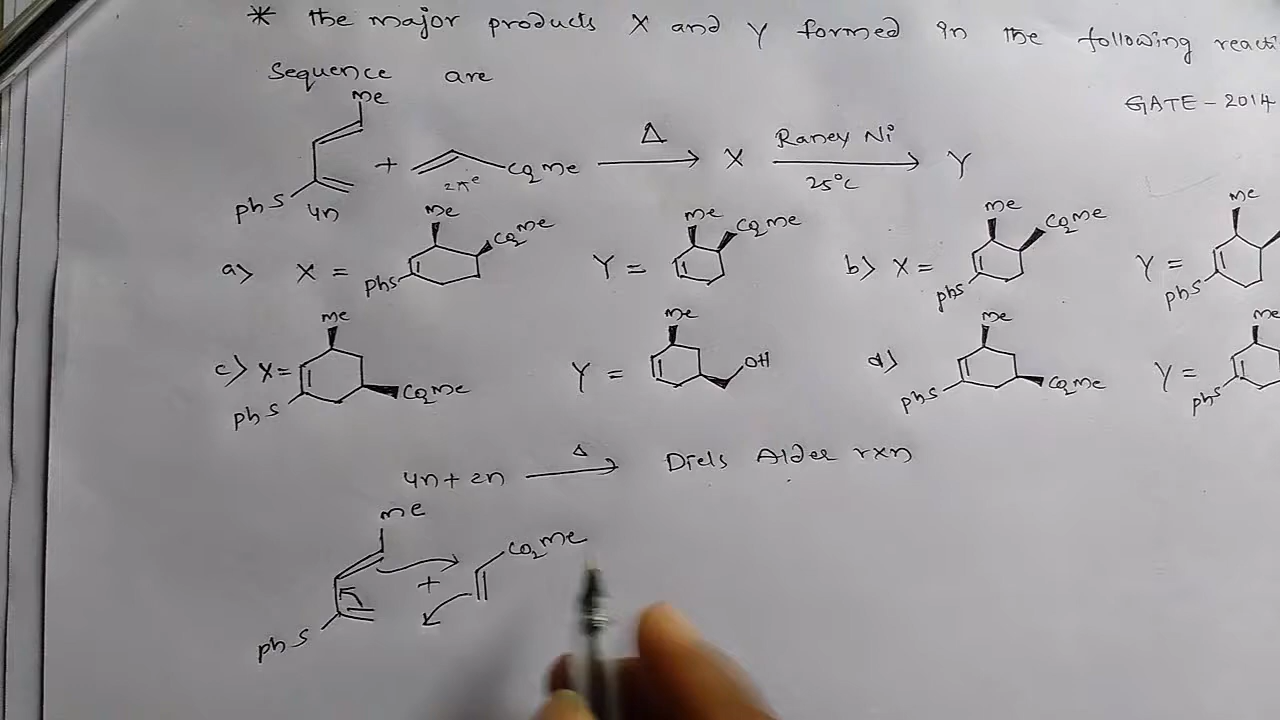 * the major products X and Y formed in the following reacti
Sequence are
GATE - 2014
Me
phS
4π
+
2πe
CO2Me
Δ
X
Raney Ni
25°C
Y
a) X =
Me
CO2Me
phS
Y =
Me
CO2Me
b) X =
Me
CO2Me
phS
Y =
Me
phS
c) X =
Me
CO2Me
phS
Y =
Me
OH
d)
Me
CO2Me
phS
Y =
Me
phS
4π + 2π
Δ
Diels Alder rxn
Me
phS
+
CO2Me